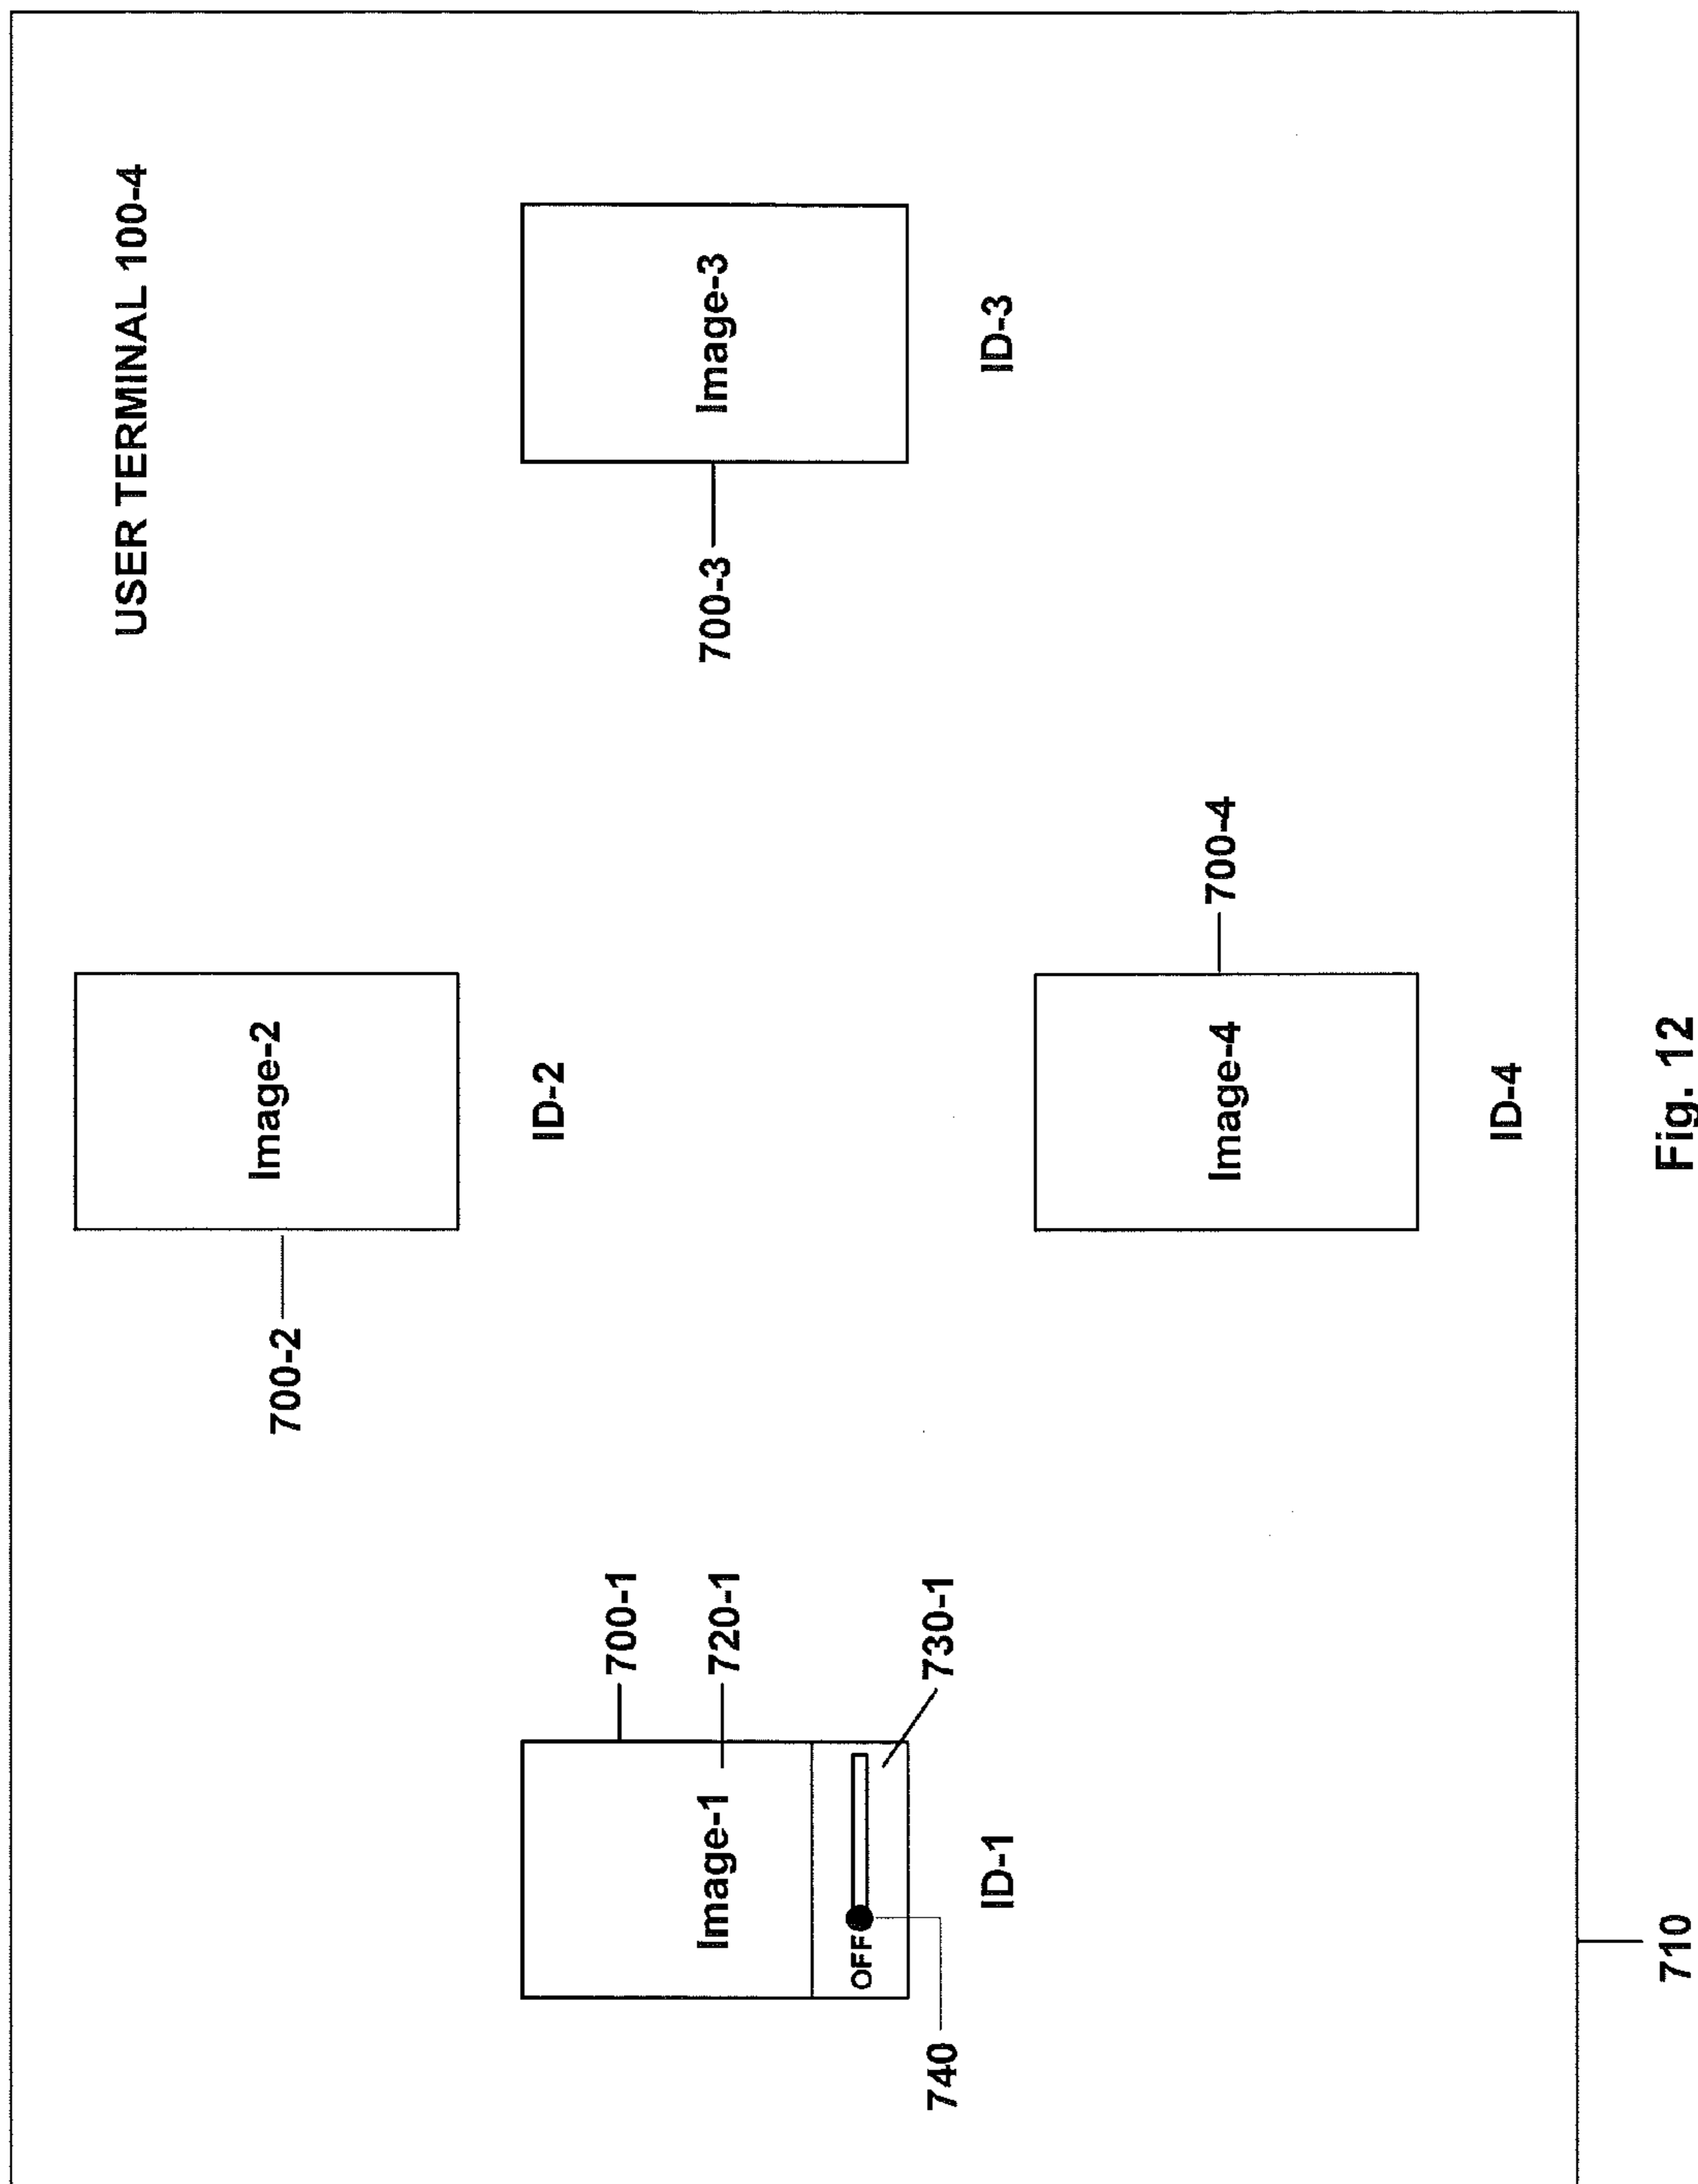 USER TERMINAL 100-4
Image-2
700-2
ID-2
700-1
Image-1
720-1
OFF
730-1
740
ID-1
Image-3
700-3
ID-3
Image-4
700-4
ID-4
710
Fig. 12